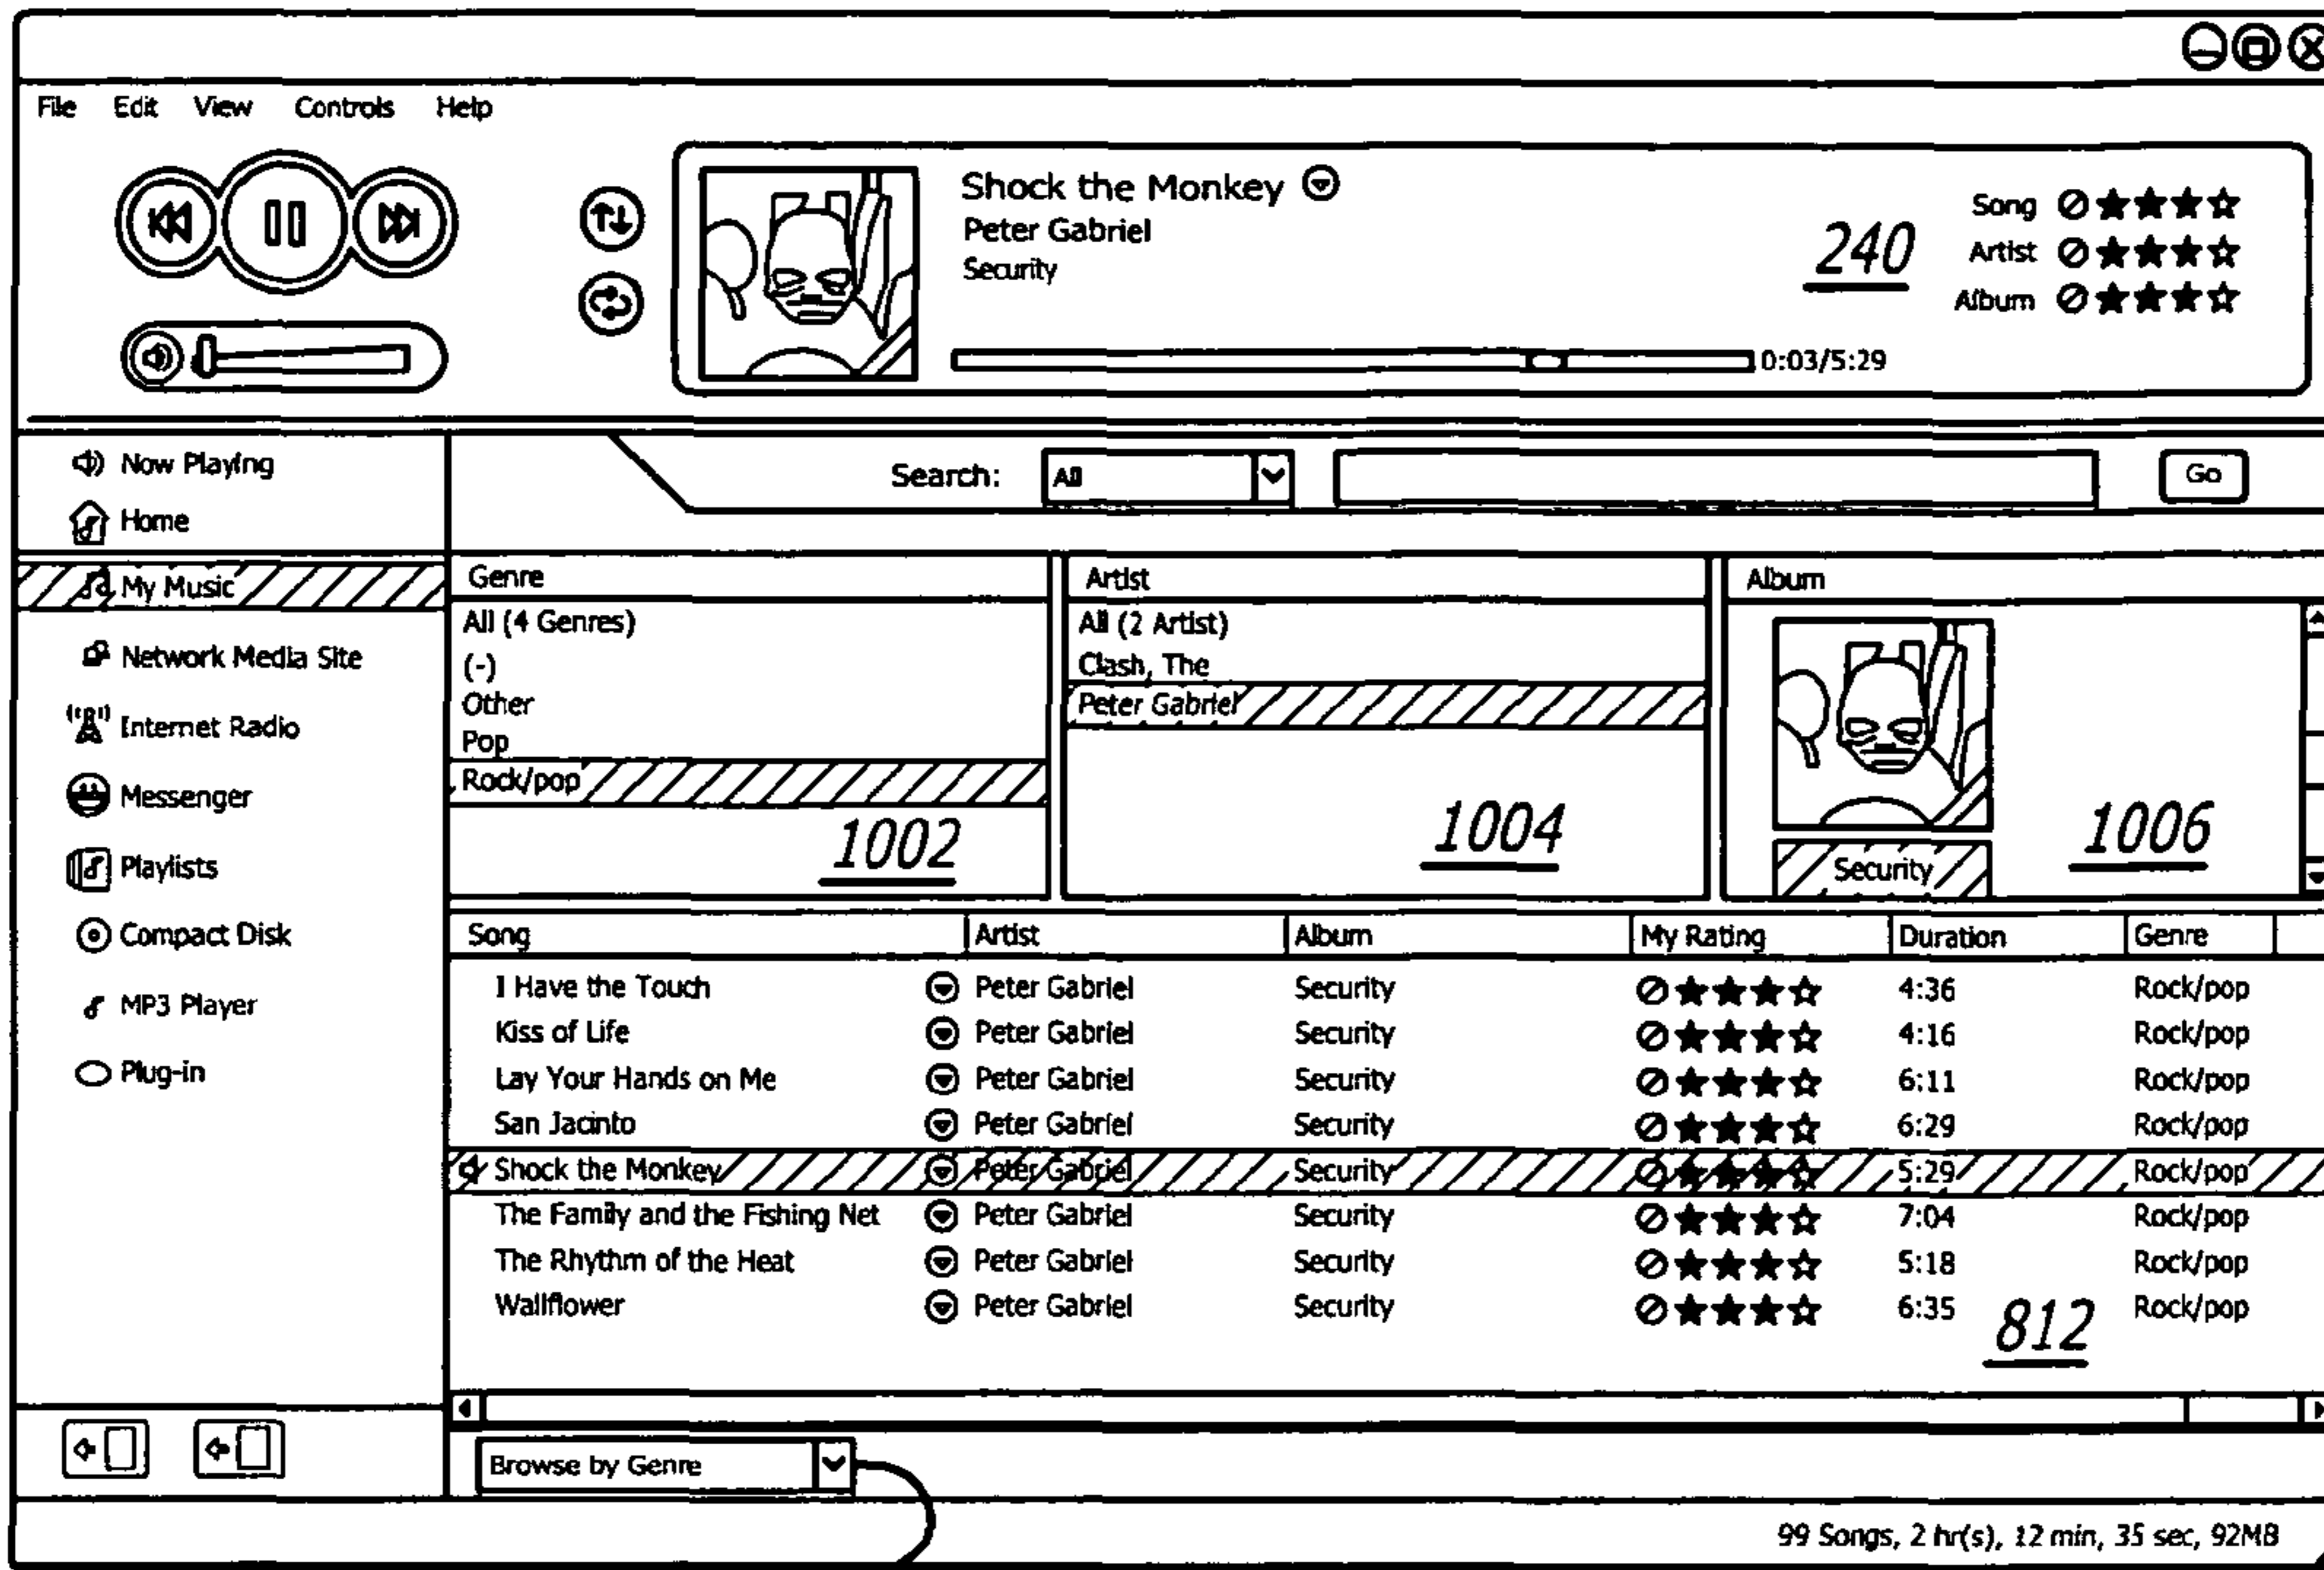 File Edit View Controls Help
Shock the Monkey
Peter Gabriel
Security
240
Song
Artist
Album
0:03/5:29
Now Playing
Home
My Music
Network Media Site
Internet Radio
Messenger
Playlists
Compact Disk
MP3 Player
Plug-in
Search: All Go
Genre
All (4 Genres)
(-)
Other
Pop
Rock/pop
1002
Artist
All (2 Artist)
Clash, The
Peter Gabriel
1004
Album
Security
1006
Song Artist Album My Rating Duration Genre
I Have the Touch Peter Gabriel Security 4:36 Rock/pop
Kiss of Life Peter Gabriel Security 4:16 Rock/pop
Lay Your Hands on Me Peter Gabriel Security 6:11 Rock/pop
San Jacinto Peter Gabriel Security 6:29 Rock/pop
Shock the Monkey Peter Gabriel Security 5:29 Rock/pop
The Family and the Fishing Net Peter Gabriel Security 7:04 Rock/pop
The Rhythm of the Heat Peter Gabriel Security 5:18 Rock/pop
Wallflower Peter Gabriel Security 6:35 Rock/pop
812
Browse by Genre
99 Songs, 2 hr(s), 12 min, 35 sec, 92MB